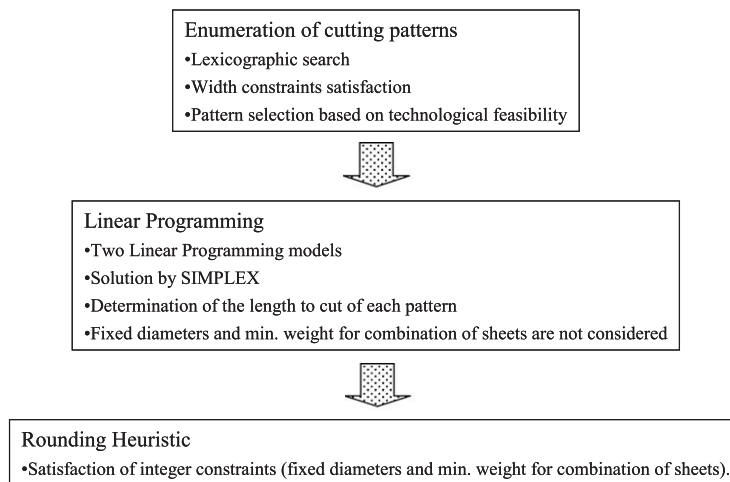 Enumeration of cutting patterns
•Lexicographic search
•Width constraints satisfaction
•Pattern selection based on technological feasibility
Linear Programming
•Two Linear Programming models
•Solution by SIMPLEX
•Determination of the length to cut of each pattern
•Fixed diameters and min. weight for combination of sheets are not considered
Rounding Heuristic
•Satisfaction of integer constraints (fixed diameters and min. weight for combination of sheets).